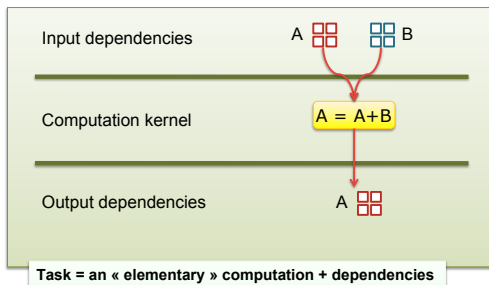 Input dependencies A B
Computation kernel A = A+B
Output dependencies A
Task = an « elementary » computation + dependencies